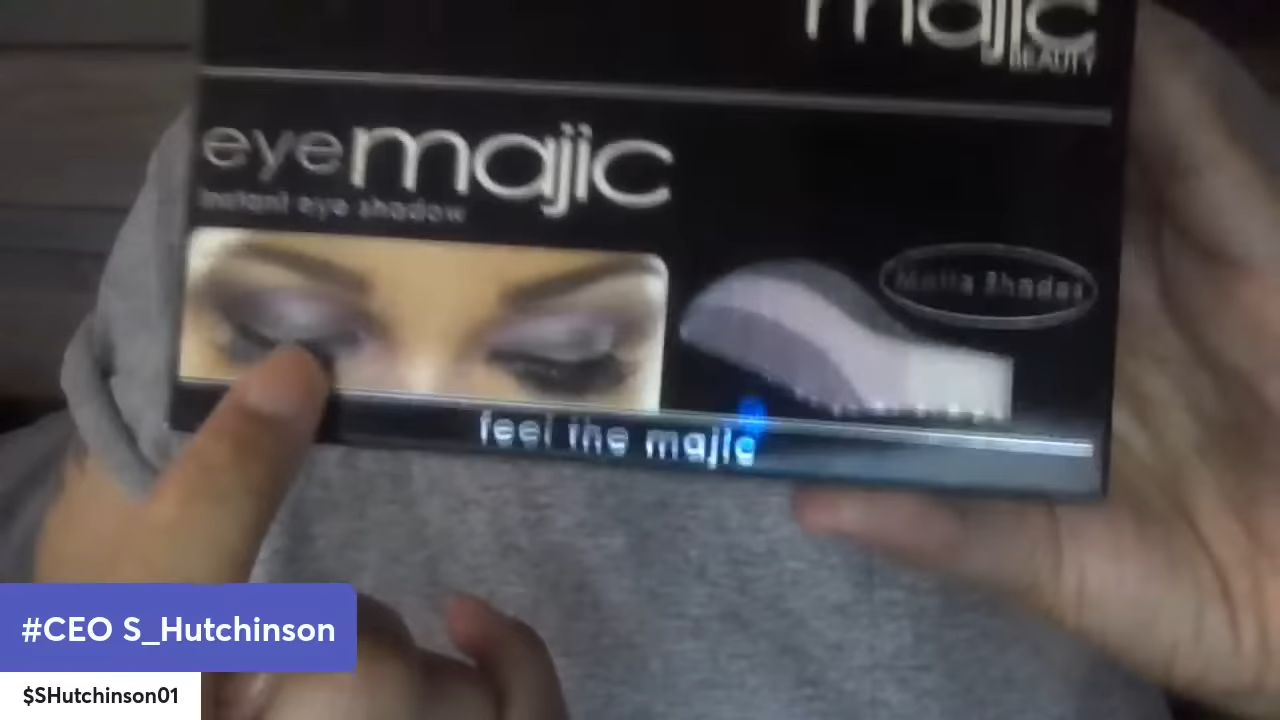 majic
BEAUTY
eyemajic
instant eye shadow
Matte Shades
feel the majic
#CEO S_Hutchinson
$SHutchinson01